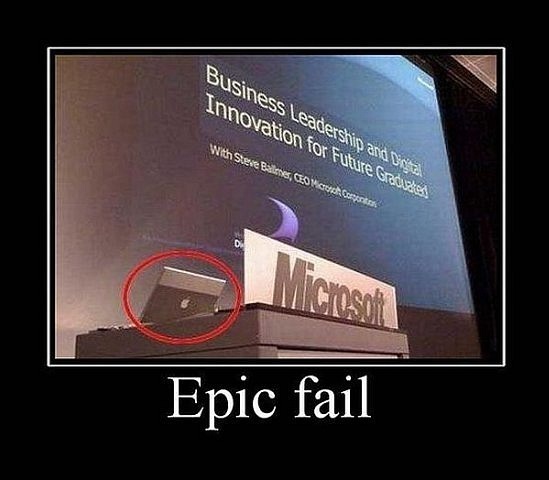 Business Leadership and Digital
Innovation for Future Graduated
With Steve Ballmer, CEO Microsoft Corporation
Microsoft
Epic fail